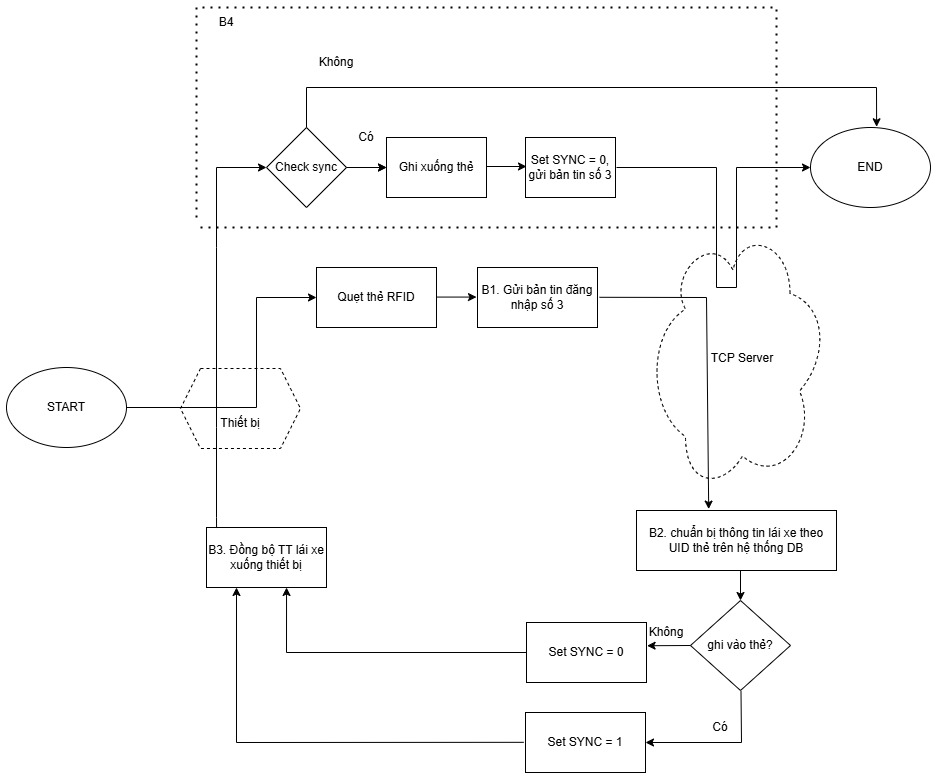 B4
Không
Có
Check sync
Ghi xuống thẻ
Set SYNC = 0,
gửi bản tin số 3
END
Quẹt thẻ RFID
B1. Gửi bản tin đăng
nhập số 3
TCP Server
START
Thiết bị
B2. chuẩn bị thông tin lái xe theo
UID thẻ trên hệ thống DB
B3. Đồng bộ TT lái xe
xuống thiết bị
ghi vào thẻ?
Không
Set SYNC = 0
Có
Set SYNC = 1